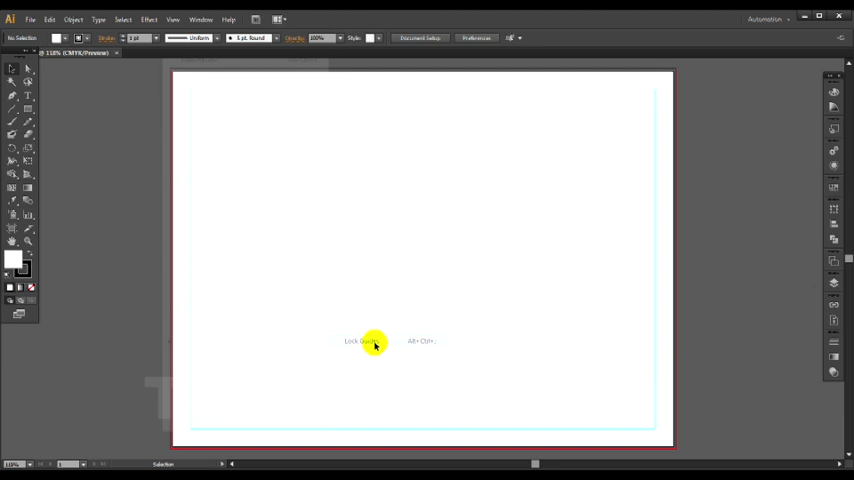 Ai File Edit Object Type Select Effect View Window Help Br Automation
No Selection Stroke: 1 pt Uniform 5 pt. Round Opacity: 100% Style: Document Setup Preferences
@ 118% (CMYK/Preview)
Lock Guides Alt+Ctrl+;
118% 1 Selection